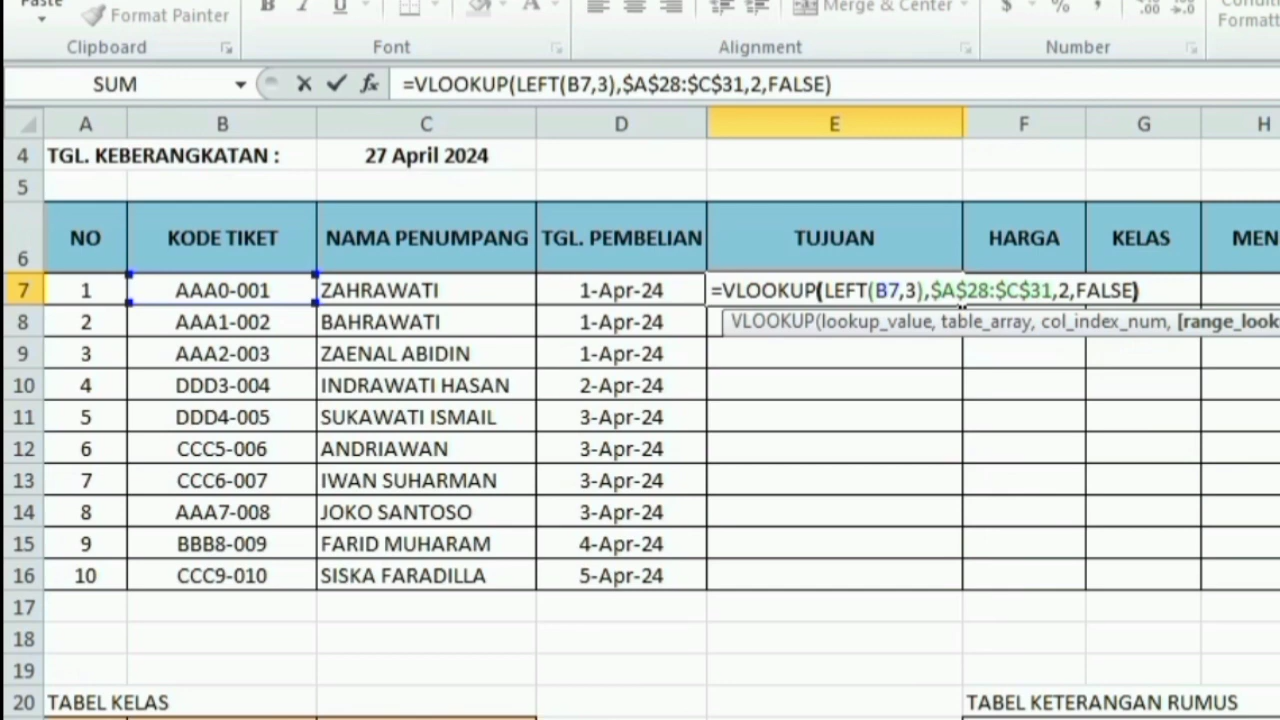 Paste Format Painter B I U A Merge & Center $ % , .00 .00 Condit
Formatt
Clipboard Font Alignment Number
SUM fx =VLOOKUP(LEFT(B7,3),$A$28:$C$31,2,FALSE)
A B C D E F G H
4 TGL. KEBERANGKATAN : 27 April 2024
5
6 NO KODE TIKET NAMA PENUMPANG TGL. PEMBELIAN TUJUAN HARGA KELAS MEN
7 1 AAA0-001 ZAHRAWATI 1-Apr-24 =VLOOKUP(LEFT(B7,3),$A$28:$C$31,2,FALSE)
8 2 AAA1-002 BAHRAWATI 1-Apr-24 VLOOKUP(lookup_value, table_array, col_index_num, [range_look
9 3 AAA2-003 ZAENAL ABIDIN 1-Apr-24
10 4 DDD3-004 INDRAWATI HASAN 2-Apr-24
11 5 DDD4-005 SUKAWATI ISMAIL 3-Apr-24
12 6 CCC5-006 ANDRIAWAN 3-Apr-24
13 7 CCC6-007 IWAN SUHARMAN 3-Apr-24
14 8 AAA7-008 JOKO SANTOSO 3-Apr-24
15 9 BBB8-009 FARID MUHARAM 4-Apr-24
16 10 CCC9-010 SISKA FARADILLA 5-Apr-24
17
18
19
20 TABEL KELAS TABEL KETERANGAN RUMUS